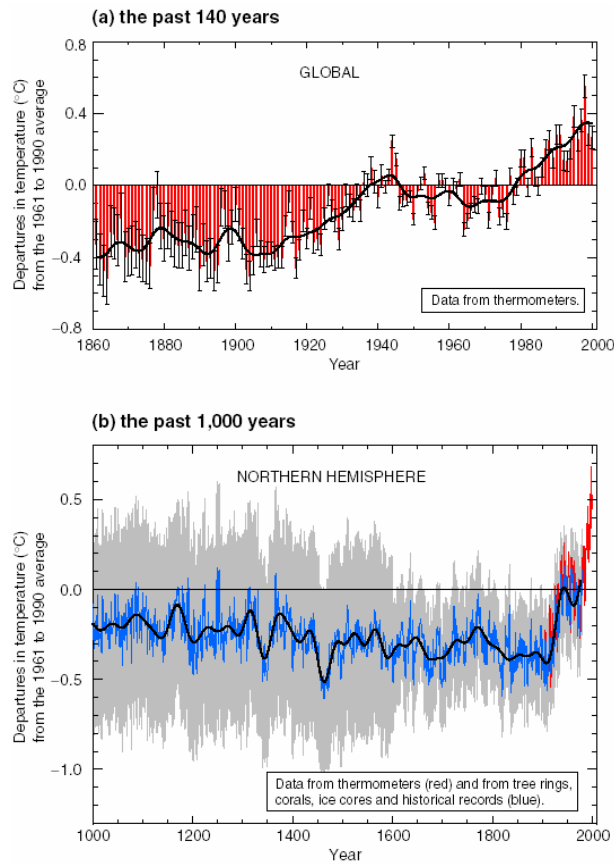 (a) the past 140 years
GLOBAL
Departures in temperature (°C)
from the 1961 to 1990 average
0.8
0.4
0.0
−0.4
−0.8
Data from thermometers.
1860 1880 1900 1920 1940 1960 1980 2000
Year
(b) the past 1,000 years
NORTHERN HEMISPHERE
Departures in temperature (°C)
from the 1961 to 1990 average
0.5
0.0
−0.5
−1.0
Data from thermometers (red) and from tree rings,
corals, ice cores and historical records (blue).
1000 1200 1400 1600 1800 2000
Year